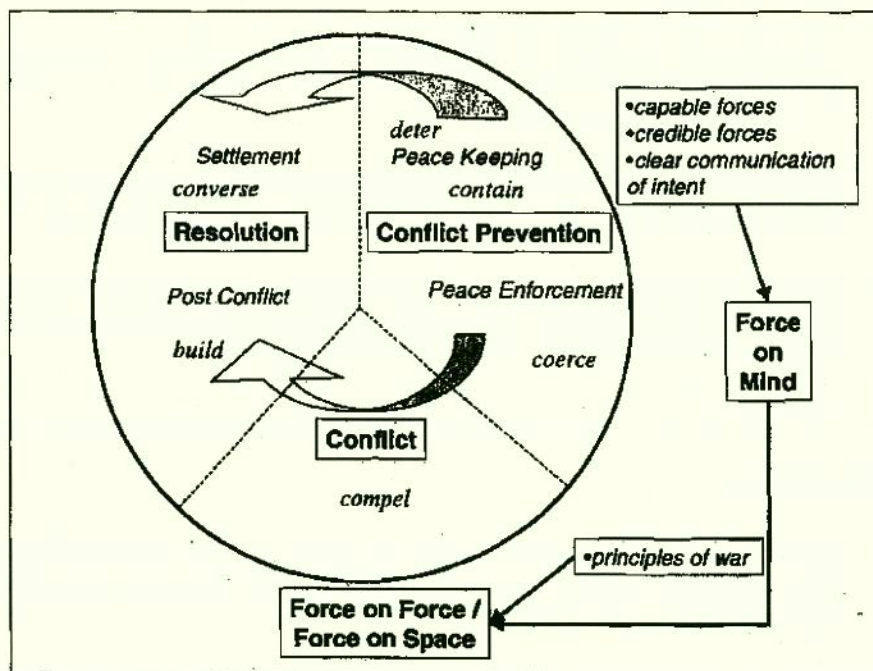 deter
Settlement
Peace Keeping
converse
contain
Resolution
Conflict Prevention
Post Conflict
Peace Enforcement
build
coerce
Conflict
compel
•capable forces
•credible forces
•clear communication
of intent
Force
on
Mind
•principles of war
Force on Force /
Force on Space